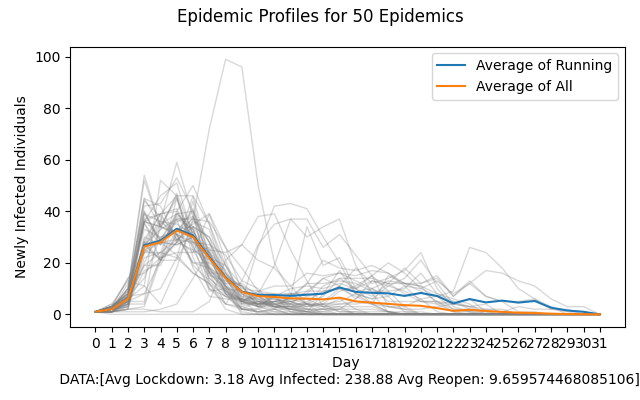 Epidemic Profiles for 50 Epidemics
Average of Running
Average of All
Newly Infected Individuals
100
80
60
40
20
0
0 1 2 3 4 5 6 7 8 9 10 11 12 13 14 15 16 17 18 19 20 21 22 23 24 25 26 27 28 29 30 31
Day
DATA:[Avg Lockdown: 3.18 Avg Infected: 238.88 Avg Reopen: 9.659574468085106]